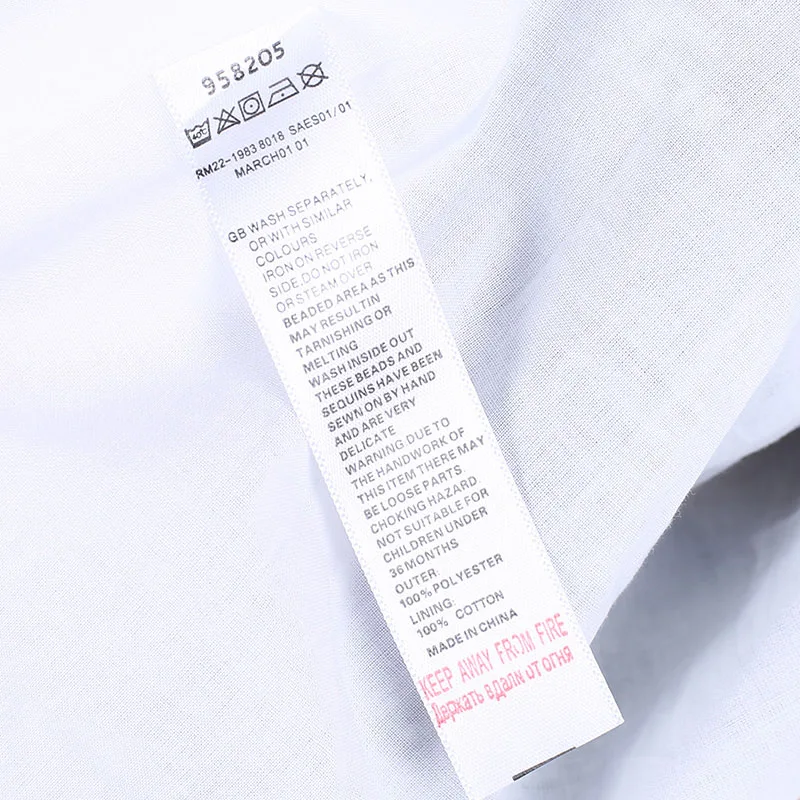 958205
40°C
RM22-1983 8018 SAES01/01
MARCH01 01
GB WASH SEPARATELY,
OR WITH SIMILAR
COLOURS
IRON ON REVERSE
SIDE.DO NOT IRON
OR STEAM OVER
BEADED AREA AS THIS
MAY RESULTIN
TARNISHING OR
MELTING
WASH INSIDE OUT
THESE BEADS AND
SEQUINS HAVE BEEN
SEWN ON BY HAND
AND ARE VERY
DELICATE
WARNING DUE TO
THE HANDWORK OF
THIS ITEM THERE MAY
BE LOOSE PARTS.
CHOKING HAZARD
NOT SUITABLE FOR
CHILDREN UNDER
36 MONTHS
OUTER:
100% POLYESTER
LINING:
100% COTTON
MADE IN CHINA
KEEP AWAY FROM FIRE
Держать вдали от огня